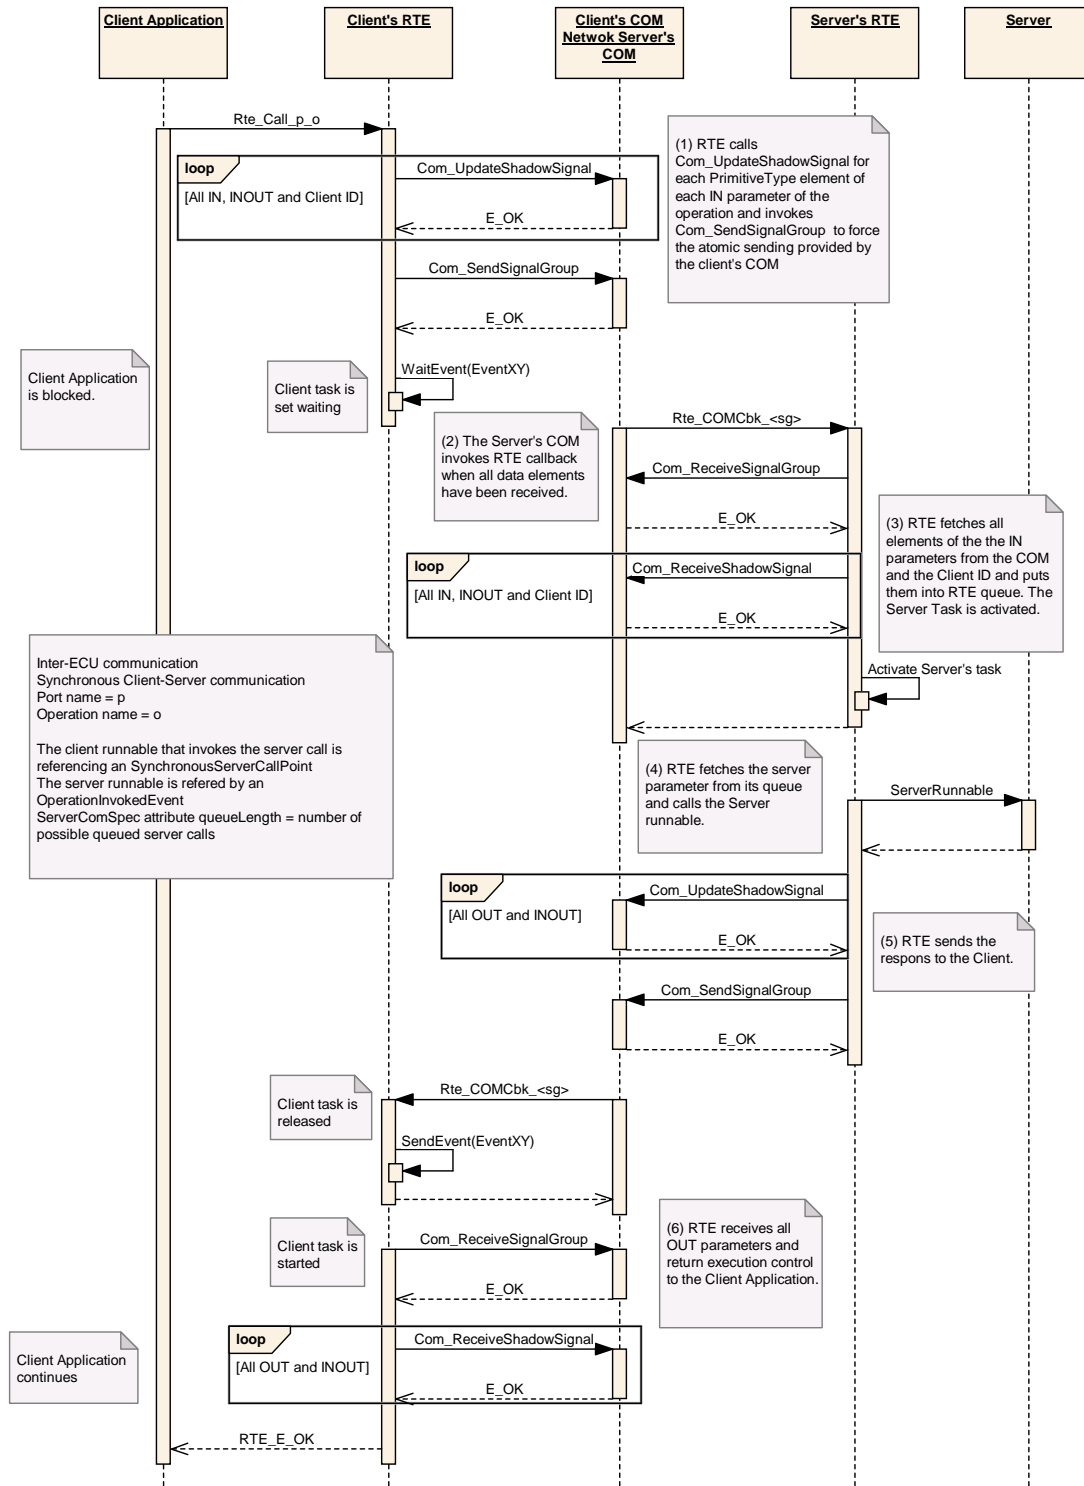 Client Application
Client's RTE
Client's COM
Netwok Server's
COM
Server's RTE
Server
Rte_Call_p_o
(1) RTE calls
Com_UpdateShadowSignal for
each PrimitiveType element of
each IN parameter of the
operation and invokes
Com_SendSignalGroup to force
the atomic sending provided by
the client's COM
loop
Com_UpdateShadowSignal
[All IN, INOUT and Client ID]
E_OK
Com_SendSignalGroup
E_OK
Client Application
is blocked.
Client task is
set waiting
WaitEvent(EventXY)
(2) The Server's COM
invokes RTE callback
when all data elements
have been received.
Rte_COMCbk_<sg>
Com_ReceiveSignalGroup
E_OK
(3) RTE fetches all
elements of the the IN
parameters from the COM
and the Client ID and puts
them into RTE queue. The
Server Task is activated.
loop
Com_ReceiveShadowSignal
[All IN, INOUT and Client ID]
E_OK
Inter-ECU communication
Synchronous Client-Server communication
Port name = p
Operation name = o
The client runnable that invokes the server call is
referencing an SynchronousServerCallPoint
The server runnable is refered by an
OperationInvokedEvent
ServerComSpec attribute queueLength = number of
possible queued server calls
Activate Server's task
(4) RTE fetches the server
parameter from its queue
and calls the Server
runnable.
ServerRunnable
loop
Com_UpdateShadowSignal
[All OUT and INOUT]
E_OK
(5) RTE sends the
respons to the Client.
Com_SendSignalGroup
E_OK
Client task is
released
Rte_COMCbk_<sg>
SendEvent(EventXY)
(6) RTE receives all
OUT parameters and
return execution control
to the Client Application.
Client task is
started
Com_ReceiveSignalGroup
E_OK
loop
Com_ReceiveShadowSignal
[All OUT and INOUT]
E_OK
Client Application
continues
RTE_E_OK